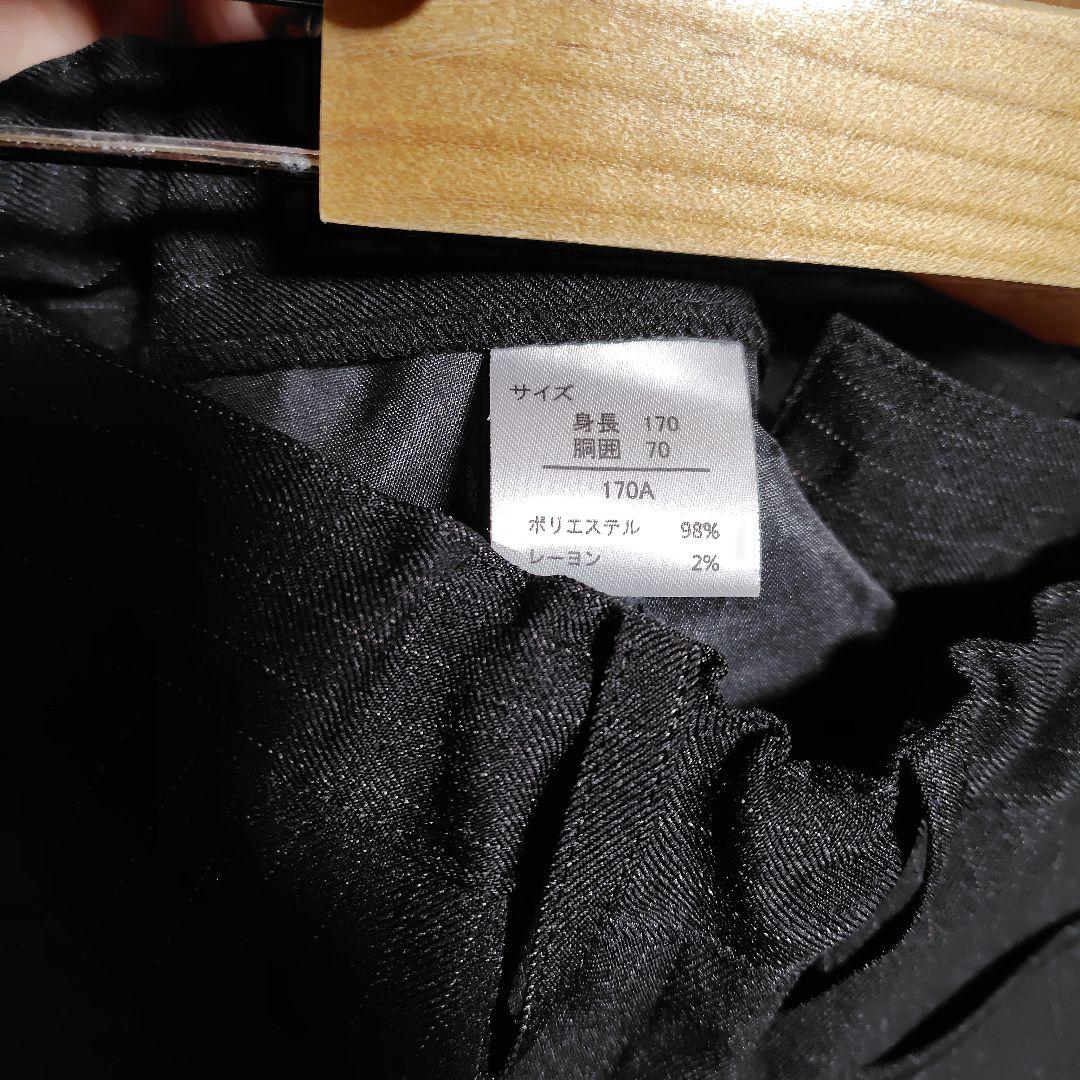 サイズ
身長 170
胴囲 70
170A
ポリエステル 98%
レーヨン 2%